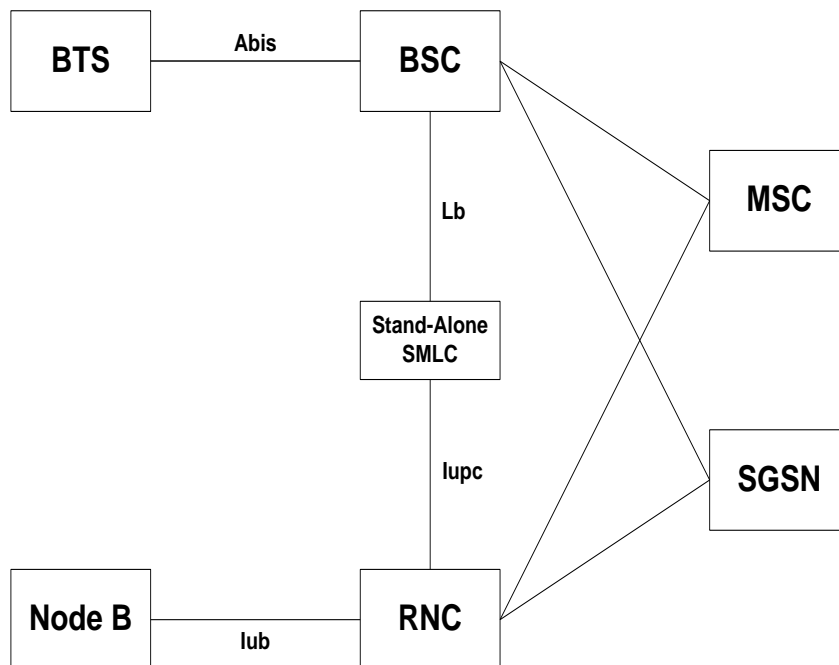 BTS
Abis
BSC
MSC
Lb
Stand-Alone
SMLC
Iupc
SGSN
Node B
Iub
RNC